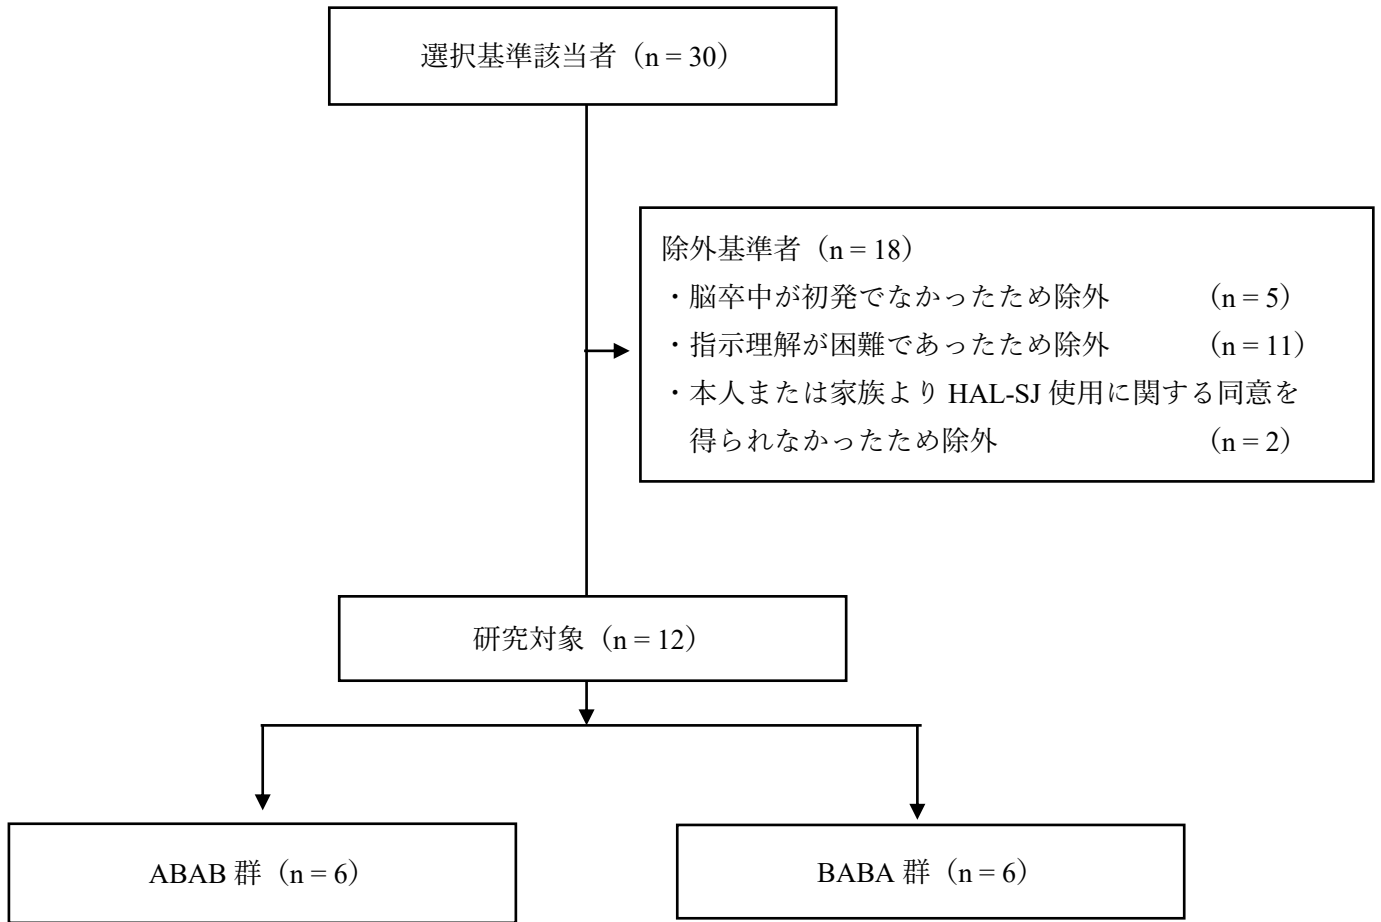 選択基準該当者（n = 30）
除外基準者（n = 18）
・脳卒中が初発でなかったため除外 （n = 5）
・指示理解が困難であったため除外 （n = 11）
・本人または家族より HAL-SJ 使用に関する同意を
得られなかったため除外 （n = 2）
研究対象（n = 12）
ABAB 群（n = 6）
BABA 群（n = 6）